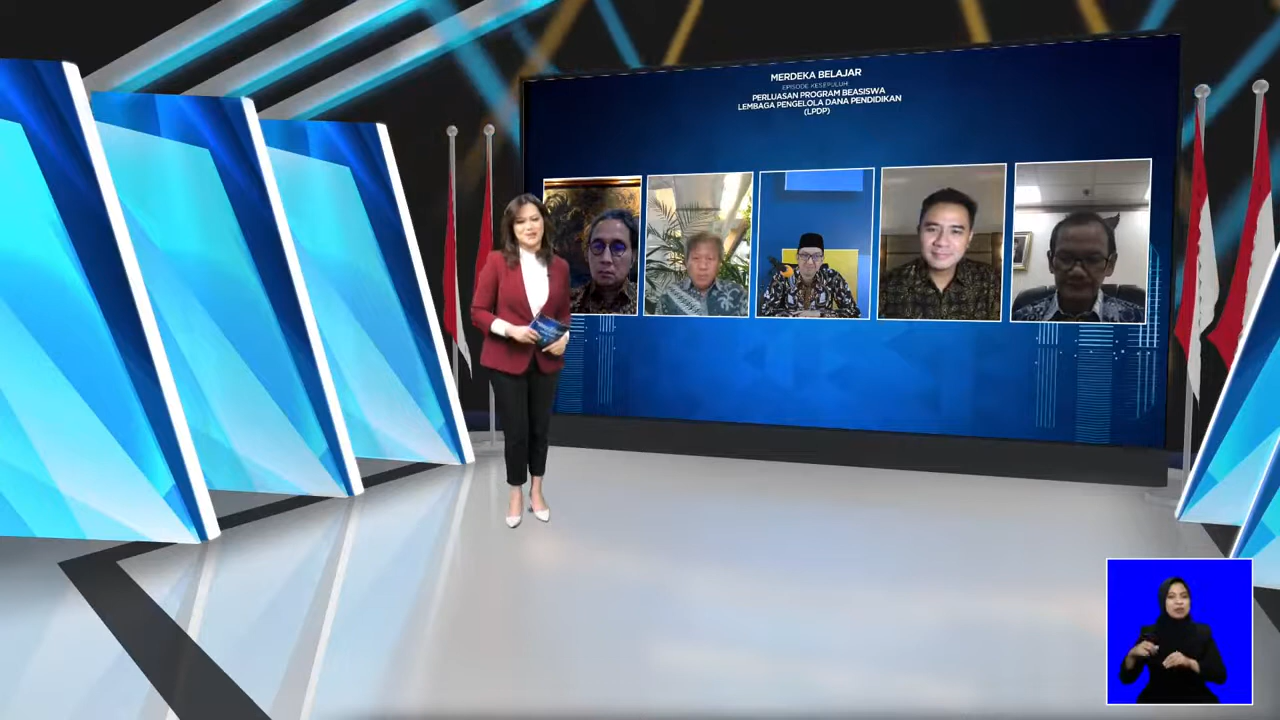 MERDEKA BELAJAR
EPISODE KESEPULUH
PERLUASAN PROGRAM BEASISWA
LEMBAGA PENGELOLA DANA PENDIDIKAN
(LPDP)